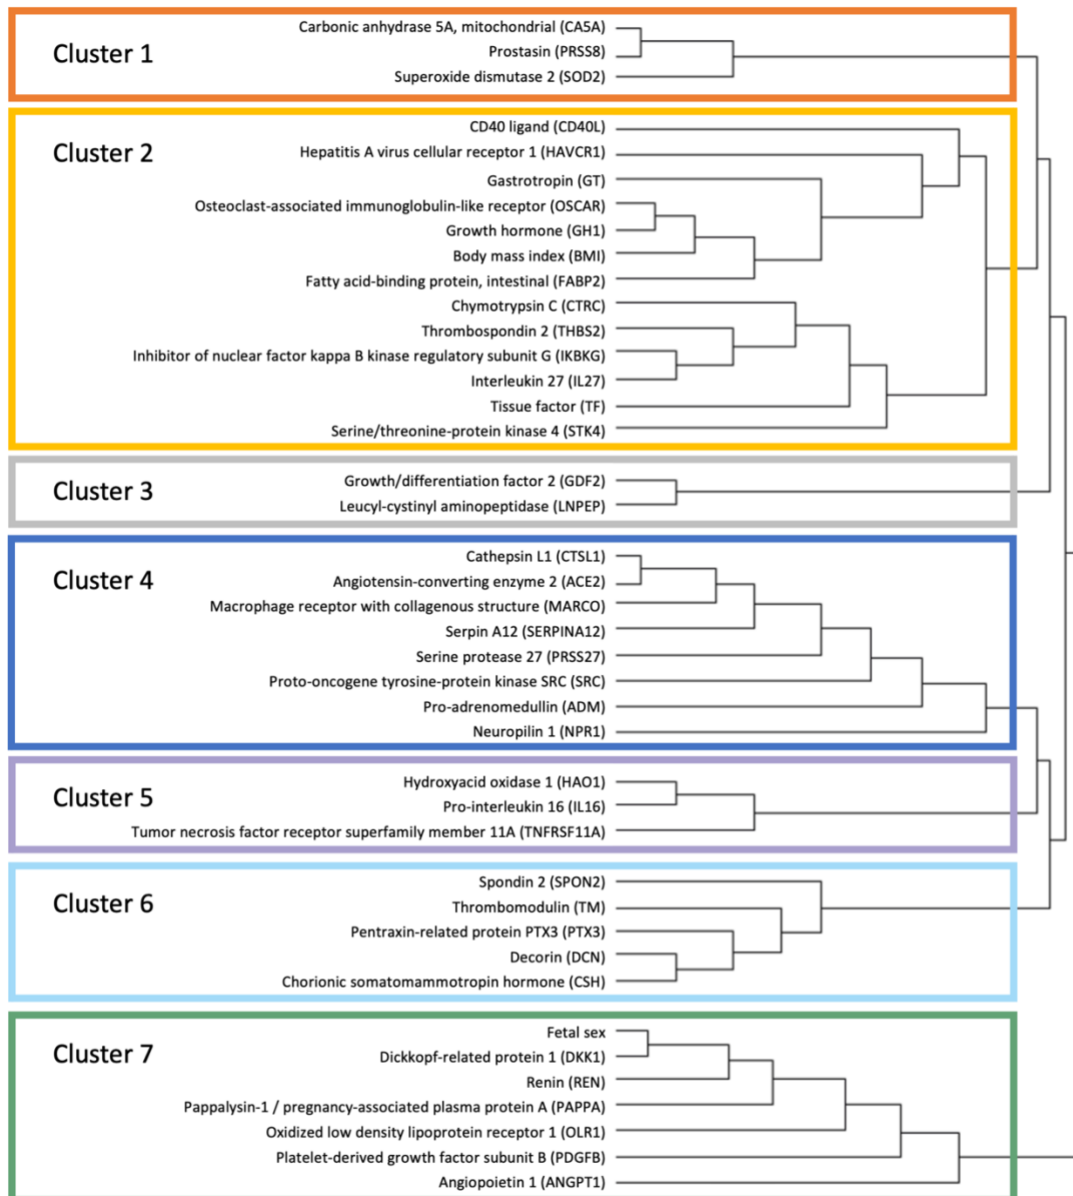 Cluster 1
Carbonic anhydrase 5A, mitochondrial (CA5A)
Prostasin (PRSS8)
Superoxide dismutase 2 (SOD2)
Cluster 2
CD40 ligand (CD40L)
Hepatitis A virus cellular receptor 1 (HAVCR1)
Gastrotropin (GT)
Osteoclast-associated immunoglobulin-like receptor (OSCAR)
Growth hormone (GH1)
Body mass index (BMI)
Fatty acid-binding protein, intestinal (FABP2)
Chymotrypsin C (CTRC)
Thrombospondin 2 (THBS2)
Inhibitor of nuclear factor kappa B kinase regulatory subunit G (IKBKG)
Interleukin 27 (IL27)
Tissue factor (TF)
Serine/threonine-protein kinase 4 (STK4)
Cluster 3
Growth/differentiation factor 2 (GDF2)
Leucyl-cystinyl aminopeptidase (LNPEP)
Cluster 4
Cathepsin L1 (CTSL1)
Angiotensin-converting enzyme 2 (ACE2)
Macrophage receptor with collagenous structure (MARCO)
Serpin A12 (SERPINA12)
Serine protease 27 (PRSS27)
Proto-oncogene tyrosine-protein kinase SRC (SRC)
Pro-adrenomedullin (ADM)
Neuropilin 1 (NPR1)
Cluster 5
Hydroxyacid oxidase 1 (HAO1)
Pro-interleukin 16 (IL16)
Tumor necrosis factor receptor superfamily member 11A (TNFRSF11A)
Cluster 6
Spondin 2 (SPON2)
Thrombomodulin (TM)
Pentraxin-related protein PTX3 (PTX3)
Decorin (DCN)
Chorionic somatomammotropin hormone (CSH)
Cluster 7
Fetal sex
Dickkopf-related protein 1 (DKK1)
Renin (REN)
Pappalysin-1 / pregnancy-associated plasma protein A (PAPPA)
Oxidized low density lipoprotein receptor 1 (OLR1)
Platelet-derived growth factor subunit B (PDGFB)
Angiopoietin 1 (ANGPT1)